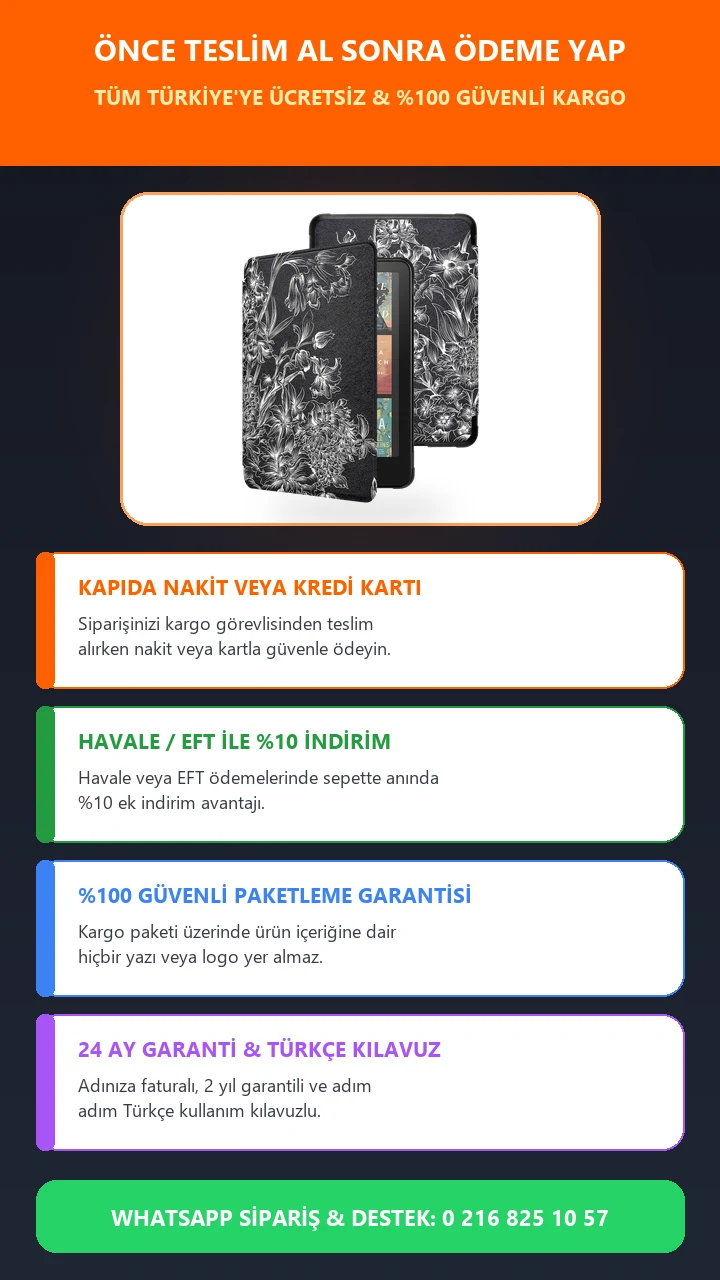 ÖNCE TESLİM AL SONRA ÖDEME YAP
TÜM TÜRKİYE'YE ÜCRETSİZ & %100 GÜVENLİ KARGO
KAPIDA NAKİT VEYA KREDİ KARTI
Siparişinizi kargo görevlisinden teslim
alırken nakit veya kartla güvenle ödeyin.
HAVALE / EFT İLE %10 İNDİRİM
Havale veya EFT ödemelerinde sepette anında
%10 ek indirim avantajı.
%100 GÜVENLİ PAKETLEME GARANTİSİ
Kargo paketi üzerinde ürün içeriğine dair
hiçbir yazı veya logo yer almaz.
24 AY GARANTİ & TÜRKÇE KILAVUZ
Adınıza faturalı, 2 yıl garantili ve adım
adım Türkçe kullanım kılavuzlu.
WHATSAPP SİPARİŞ & DESTEK: 0 216 825 10 57